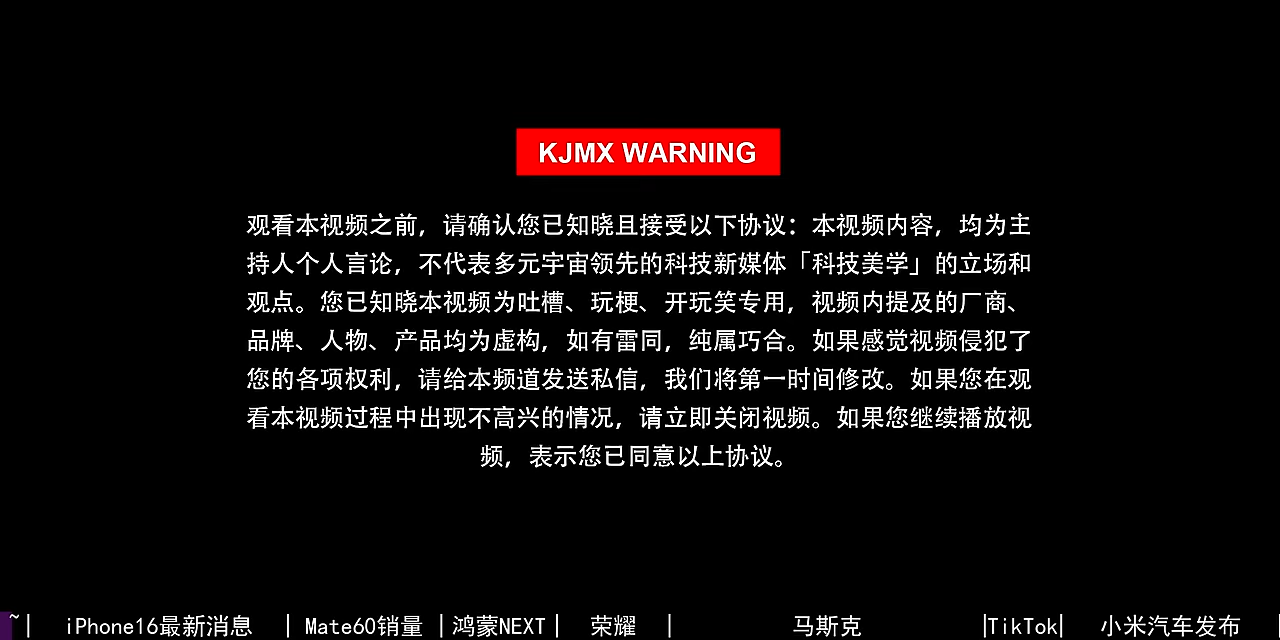 KJMX WARNING
观看本视频之前，请确认您已知晓且接受以下协议：本视频内容，均为主
持人个人言论，不代表多元宇宙领先的科技新媒体「科技美学」的立场和
观点。您已知晓本视频为吐槽、玩梗、开玩笑专用，视频内提及的厂商、
品牌、人物、产品均为虚构，如有雷同，纯属巧合。如果感觉视频侵犯了
您的各项权利，请给本频道发送私信，我们将第一时间修改。如果您在观
看本视频过程中出现不高兴的情况，请立即关闭视频。如果您继续播放视
频，表示您已同意以上协议。
~| iPhone16最新消息 | Mate60销量 |鸿蒙NEXT| 荣耀 | 马斯克 |TikTok| 小米汽车发布